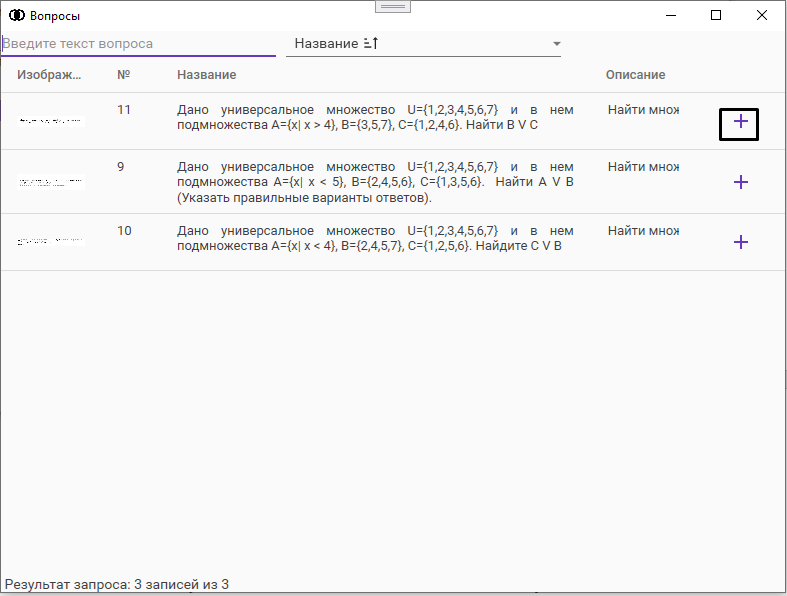 Вопросы
Введите текст вопроса
Название
Изображ...
№
Название
Описание
11
Дано универсальное множество U={1,2,3,4,5,6,7} и в нем
подмножества A={x| x > 4}, B={3,5,7}, C={1,2,4,6}. Найти B V C
Найти множ
9
Дано универсальное множество U={1,2,3,4,5,6,7} и в нем
подмножества A={x| x < 5}, B={2,4,5,6}, C={1,3,5,6}. Найти A V B
(Указать правильные варианты ответов).
Найти множ
10
Дано универсальное множество U={1,2,3,4,5,6,7} и в нем
подмножества A={x| x < 4}, B={2,4,5,7}, C={1,2,5,6}. Найдите C V B
Найти множ
Результат запроса: 3 записей из 3